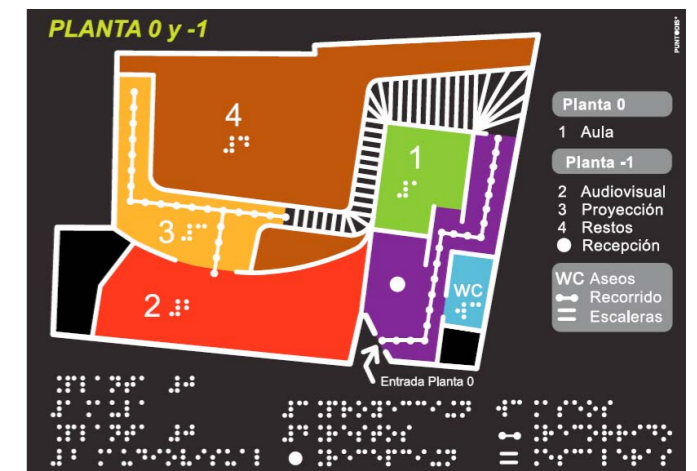 PLANTA 0 y -1
PUNTODIS
4
1
3
2
WC
Entrada Planta 0
Planta 0
1 Aula
Planta -1
2 Audiovisual
3 Proyección
4 Restos
Recepción
WC Aseos
Recorrido
Escaleras